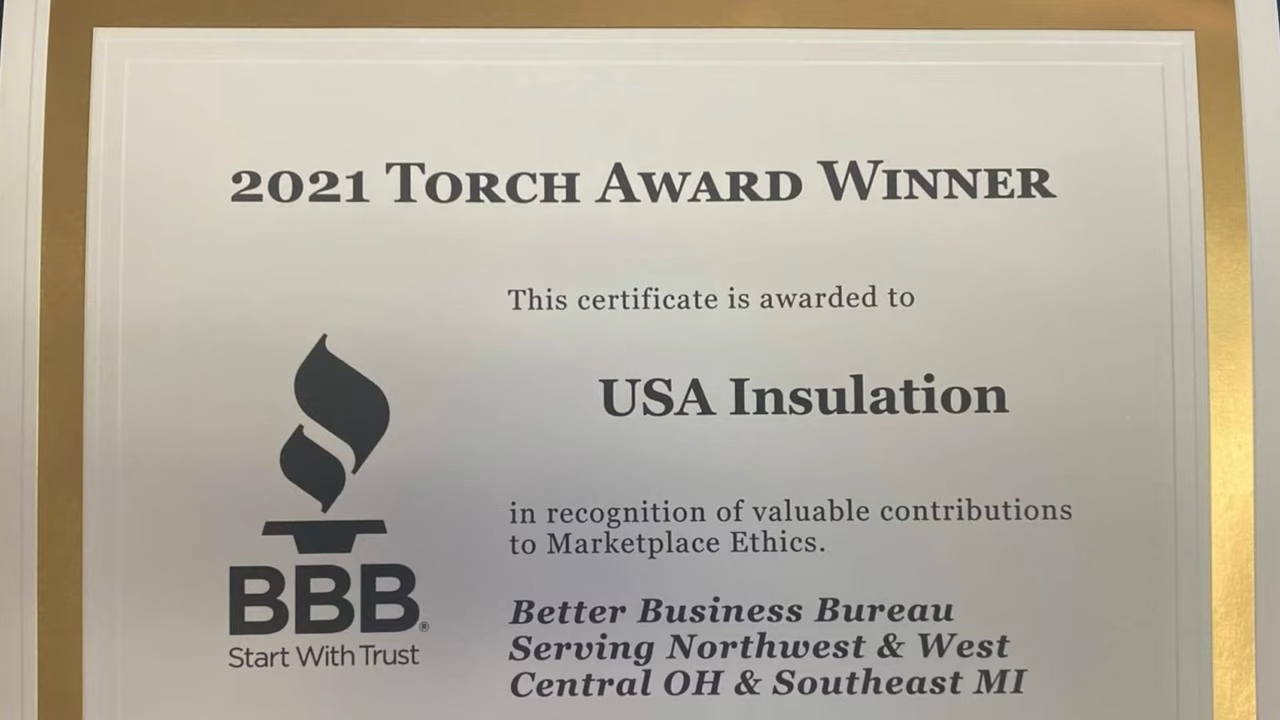 2021 Torch Award Winner
This certificate is awarded to
USA Insulation
in recognition of valuable contributions
to Marketplace Ethics.
BBB®
Start With Trust
Better Business Bureau
Serving Northwest & West
Central OH & Southeast MI